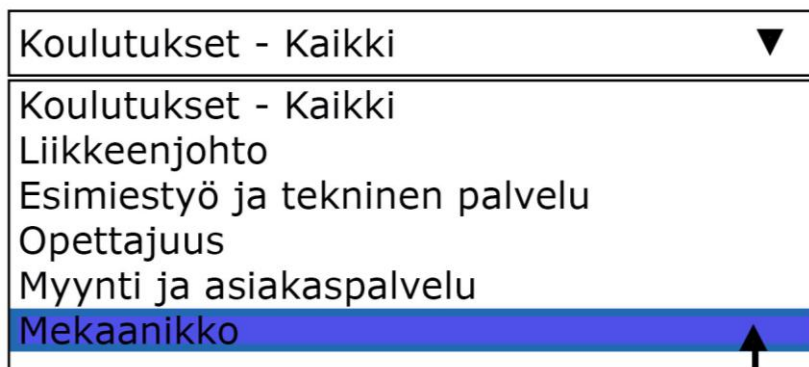 Koulutukset - Kaikki
Koulutukset - Kaikki
Liikkeenjohto
Esimiestyö ja tekninen palvelu
Opettajuus
Myynti ja asiakaspalvelu
Mekaanikko